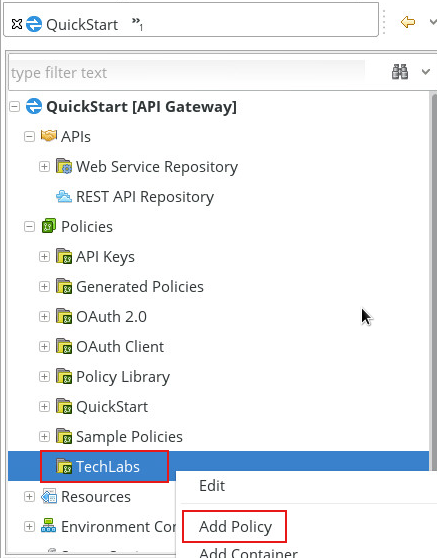 QuickStart »1
type filter text
QuickStart [API Gateway]
APIs
Web Service Repository
REST API Repository
Policies
API Keys
Generated Policies
OAuth 2.0
OAuth Client
Policy Library
QuickStart
Sample Policies
TechLabs
Edit
Resources
Add Policy
Environment Con
Add Container